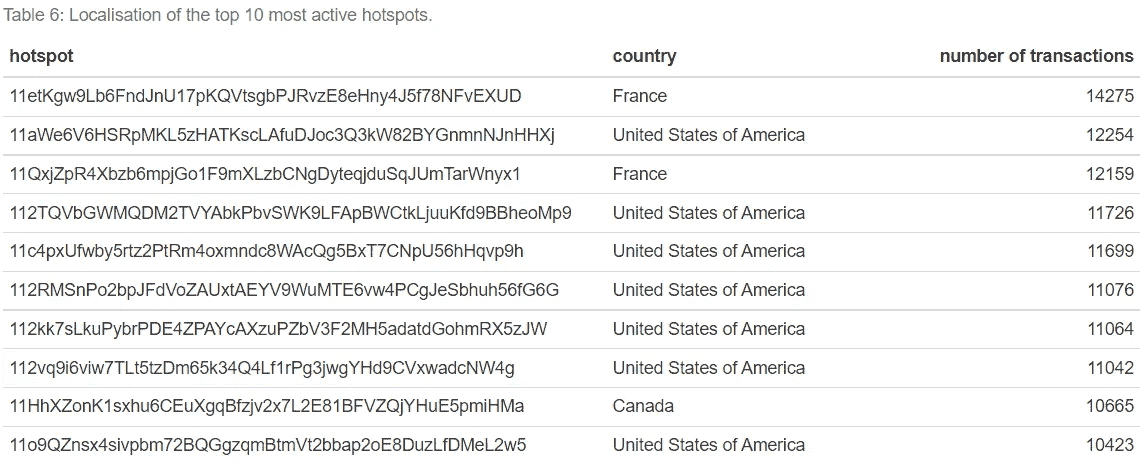 Table 6: Localisation of the top 10 most active hotspots.
hotspot country number of transactions
11etKgw9Lb6FndJnU17pKQVtsgbPJRvzE8eHny4J5f78NFvEXUD France 14275
11aWe6V6HSRpMKL5zHATKscLAfuDJoc3Q3kW82BYGnmnNJnHHXj United States of America 12254
11QxjZpR4Xbzb6mpjGo1F9mXLzbCNgDyteqjduSqJUmTarWnyx1 France 12159
112TQVbGWMQDM2TVYAbkPbvSWK9LFApBWCtkLjuuKfd9BBheoMp9 United States of America 11726
11c4pxUfwby5rtz2PtRm4oxmndc8WAcQg5BxT7CNpU56hHqvp9h United States of America 11699
112RMSnPo2bpJFdVoZAUxtAEYV9WuMTE6vw4PCgJeSbhuh56fG6G United States of America 11076
112kk7sLkuPybrPDE4ZPAYcAXzuPZbV3F2MH5adatdGohmRX5zJW United States of America 11064
112vq9i6viw7TLt5tzDm65k34Q4Lf1rPg3jwgYHd9CVxwadcNW4g United States of America 11042
11HhXZonK1sxhu6CEuXgqBfzjv2x7L2E81BFVZQjYHuE5pmiHMa Canada 10665
11o9QZnsx4sivpbm72BQGgzqmBtmVt2bbap2oE8DuzLfDMeL2w5 United States of America 10423